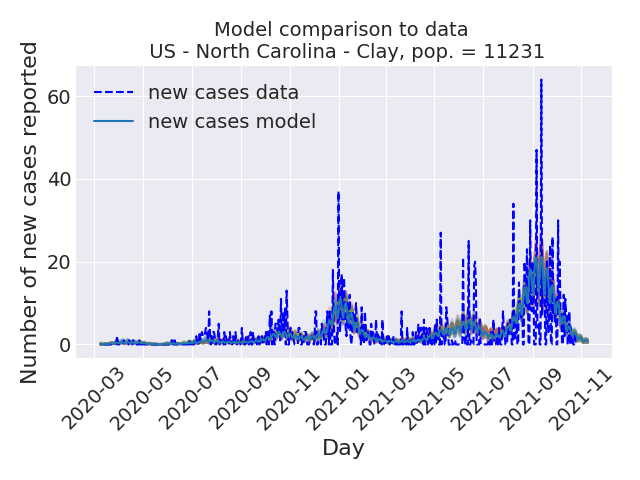 Model comparison to data
US - North Carolina - Clay, pop. = 11231
new cases data
new cases model
Number of new cases reported
60
40
20
0
2020-03
2020-05
2020-07
2020-09
2020-11
2021-01
2021-03
2021-05
2021-07
2021-09
2021-11
Day